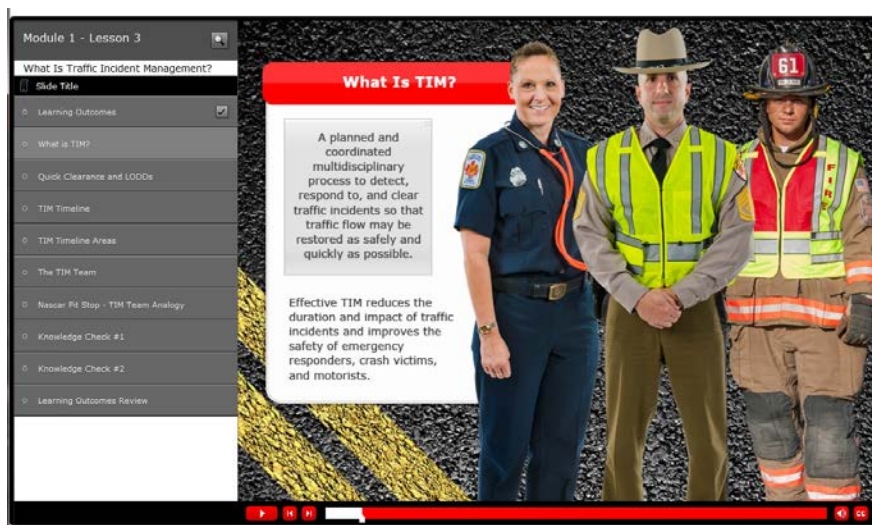 Module 1 - Lesson 3
What Is Traffic Incident Management?
Slide Title
Learning Outcomes
What is TIM?
Quick Clearance and LODDs
TIM Timeline
TIM Timeline Areas
The TIM Team
Nascar Pit Stop - TIM Team Analogy
Knowledge Check #1
Knowledge Check #2
Learning Outcomes Review
What Is TIM?
A planned and
coordinated
multidisciplinary
process to detect,
respond to, and clear
traffic incidents so that
traffic flow may be
restored as safely and
quickly as possible.
Effective TIM reduces the
duration and impact of traffic
incidents and improves the
safety of emergency
responders, crash victims,
and motorists.
61
FIRE
CC